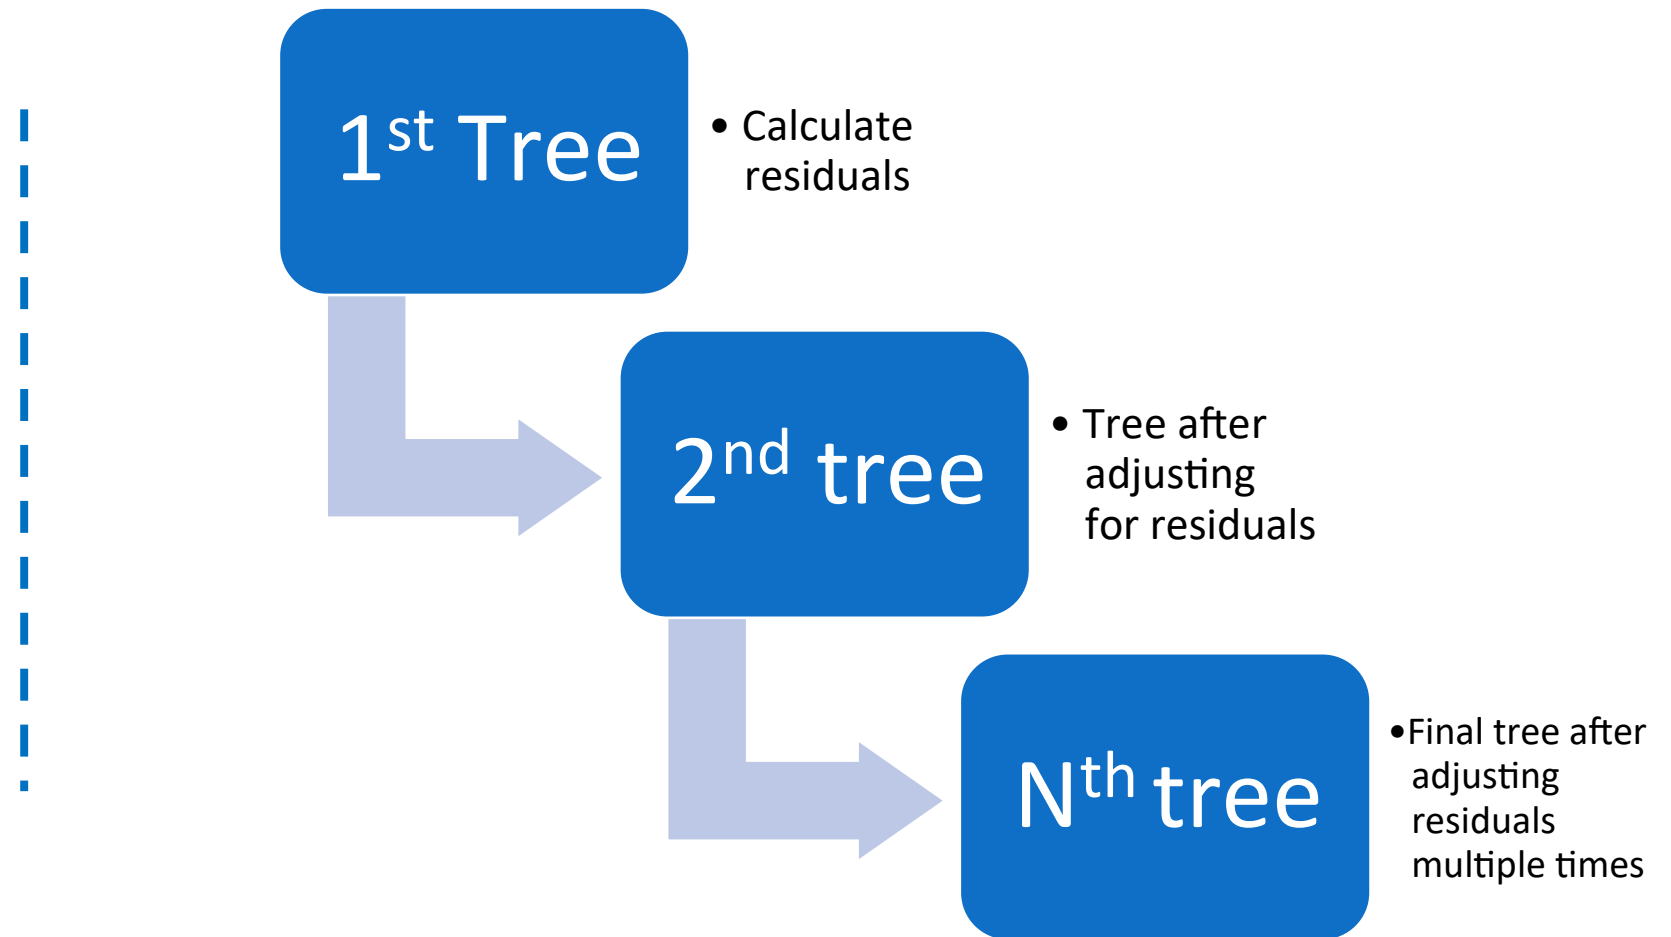 1st Tree
• Calculate
residuals
2nd tree
• Tree after
adjusting
for residuals
Nth tree
•Final tree after
adjusting
residuals
multiple times